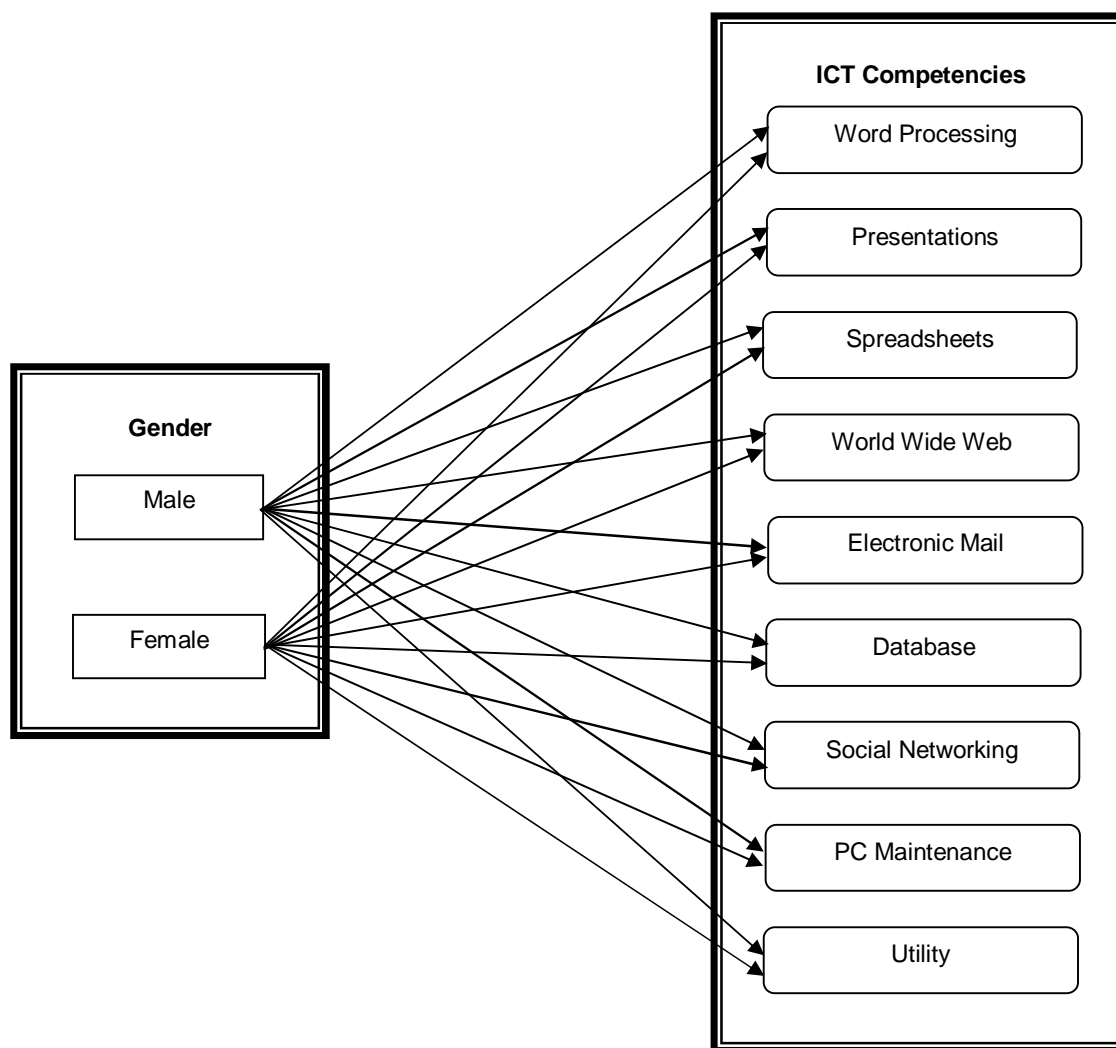 Gender
Male
Female
ICT Competencies
Word Processing
Presentations
Spreadsheets
World Wide Web
Electronic Mail
Database
Social Networking
PC Maintenance
Utility